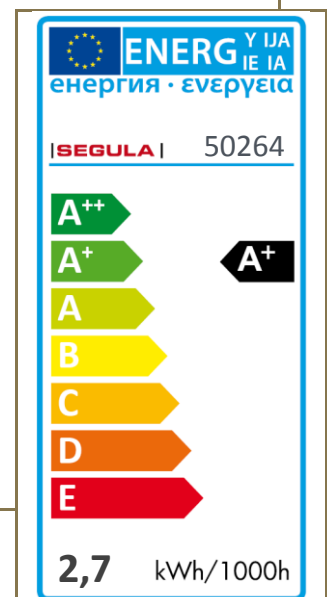 ENERG Y IJA
IE IA
енергия · ενεργεια
SEGULA 50264
A++
A+ A+
A
B
C
D
E
2,7 kWh/1000h